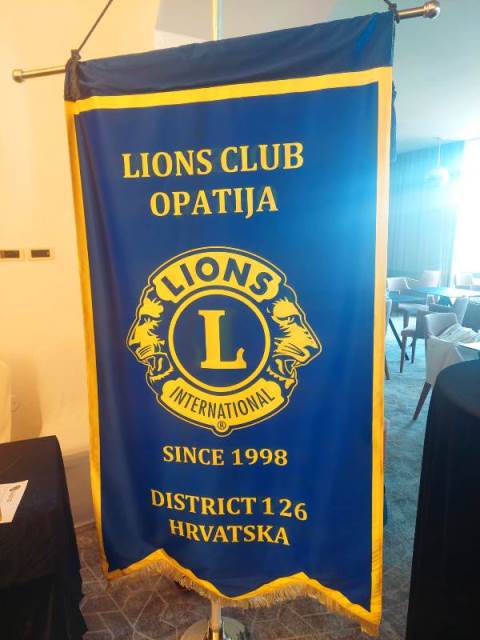 LIONS CLUB
OPATIJA
LIONS
L
INTERNATIONAL
®
SINCE 1998
DISTRICT 126
HRVATSKA